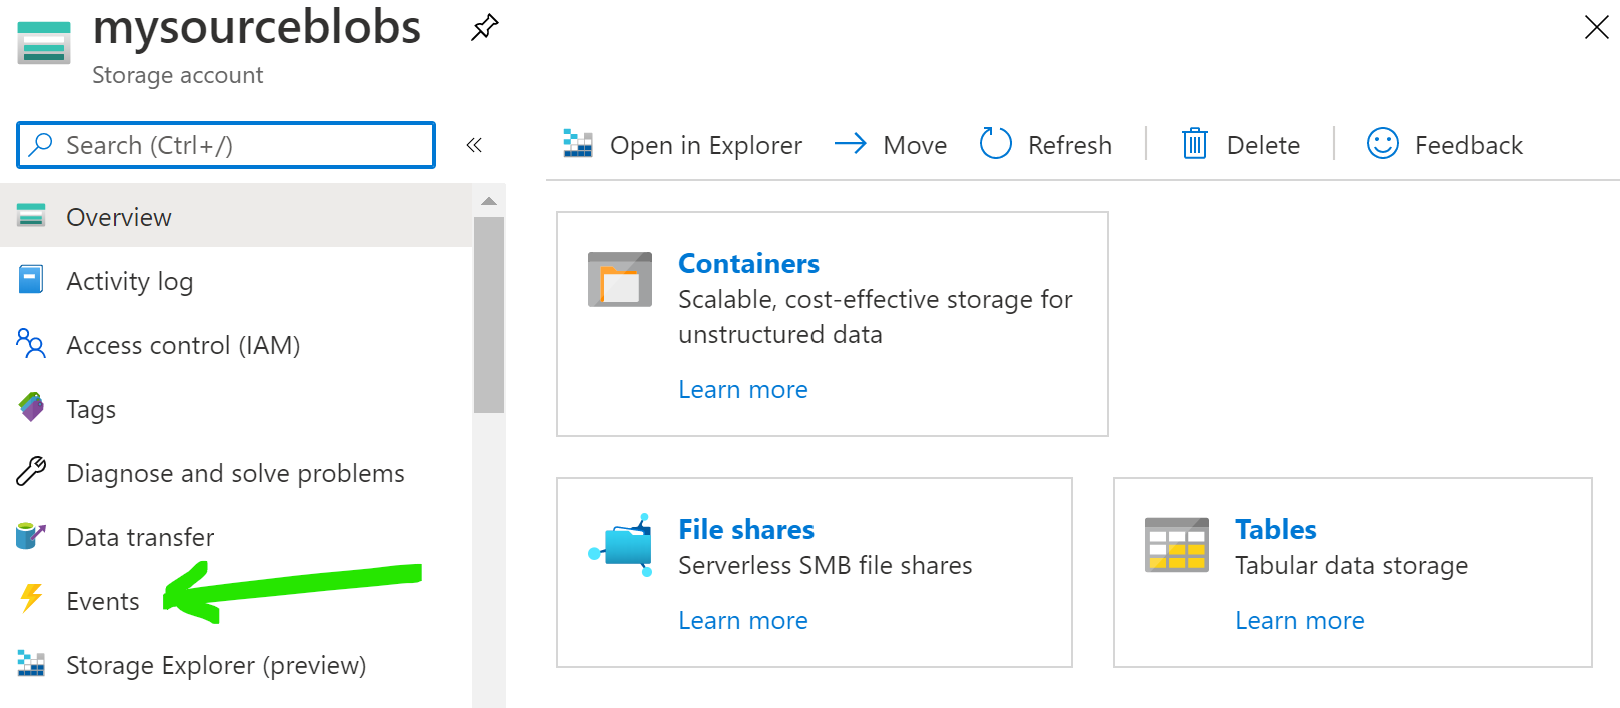 mysourceblobs
Storage account
Search (Ctrl+/)
«
Overview
Activity log
Access control (IAM)
Tags
Diagnose and solve problems
Data transfer
Events
Storage Explorer (preview)
Open in Explorer Move Refresh Delete Feedback
Containers
Scalable, cost-effective storage for
unstructured data
Learn more
File shares
Serverless SMB file shares
Learn more
Tables
Tabular data storage
Learn more